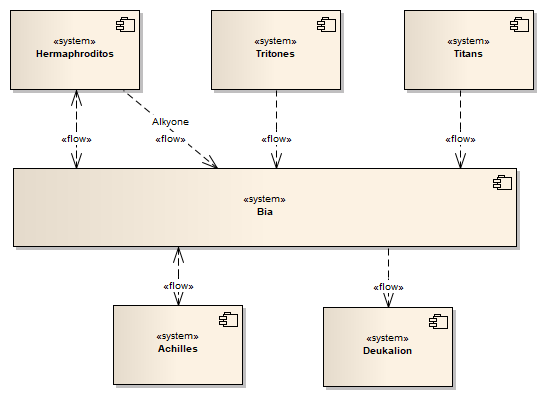 «system»
Hermaphroditos
«system»
Tritones
«system»
Titans
Alkyone
«flow»
«flow»
«flow»
«flow»
«system»
Bia
«flow»
«flow»
«system»
Achilles
«system»
Deukalion